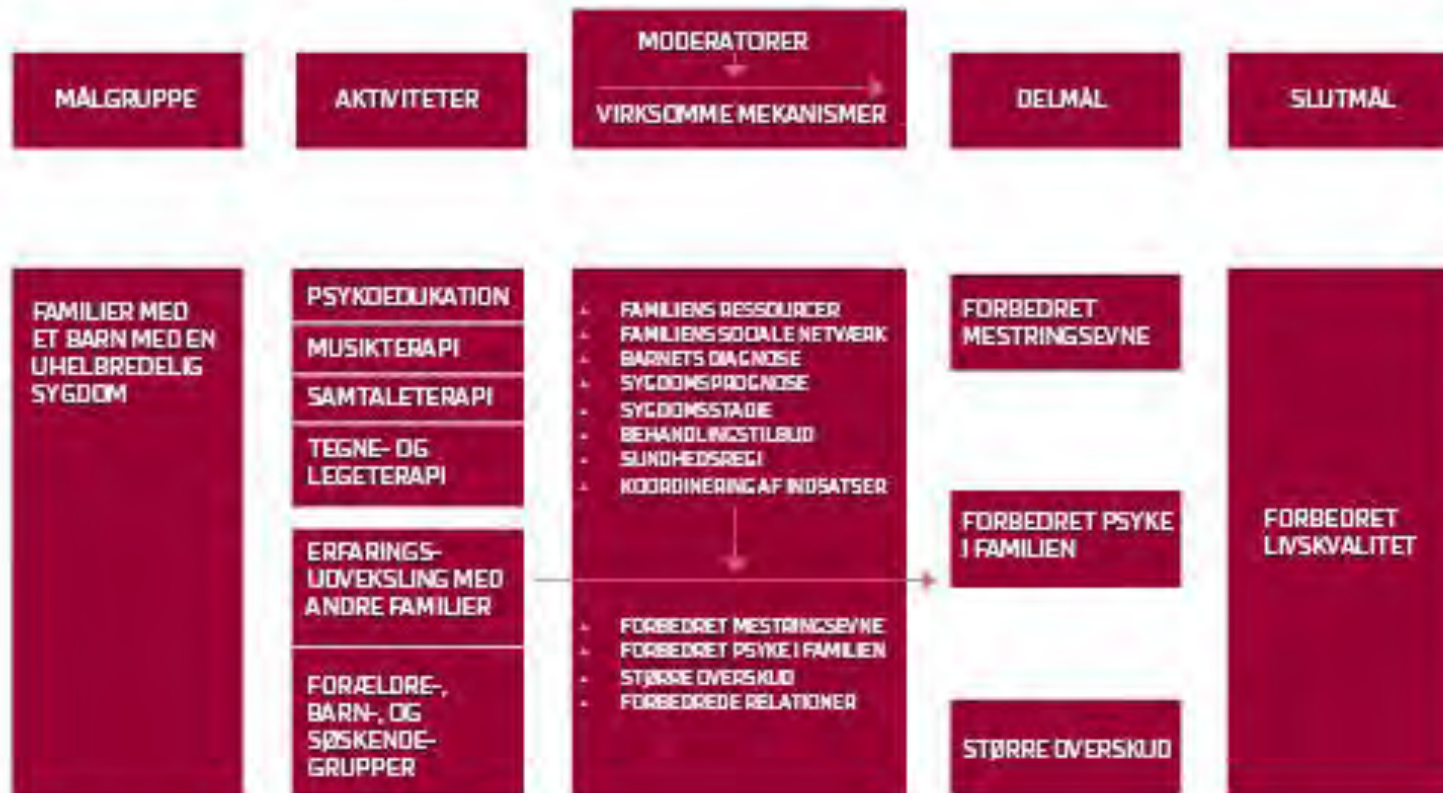 MÅLGRUPPE
AKTIVITETER
MODERATORER
VIRKSOMME MEKANISMER
DELMÅL
SLUTMÅL
FAMILIER MED
ET BARN MED EN
UHELBREDELIG
SYGDOM
PSYKOEDUKATION
MUSIKTERAPI
SAMTALETERAPI
TEGNE- OG
LEGETERAPI
ERFARINGS-
UDVEKSLING MED
ANDRE FAMILIER
FORÆLDRE-,
BARN-, OG
SØSKENDE-
GRUPPER
FAMILIENS RESSOURCER
FAMILIENS SOCIALE NETVÆRK
BARNETS DIAGNOSE
SYGDOMSPROGNOSE
SYGDOMSSTADIE
BEHANDLINGSTILBUD
SUNDHEDSREGI
KOORDINERING AF INDSATSER
FORBEDRET MESTRINGSEVNE
FORBEDRET PSYKE I FAMILIEN
STØRRE OVERSKUD
FORBEDREDE RELATIONER
FORBEDRET
MESTRINGSEVNE
FORBEDRET PSYKE
I FAMILIEN
STØRRE OVERSKUD
FORBEDRET
LIVSKVALITET